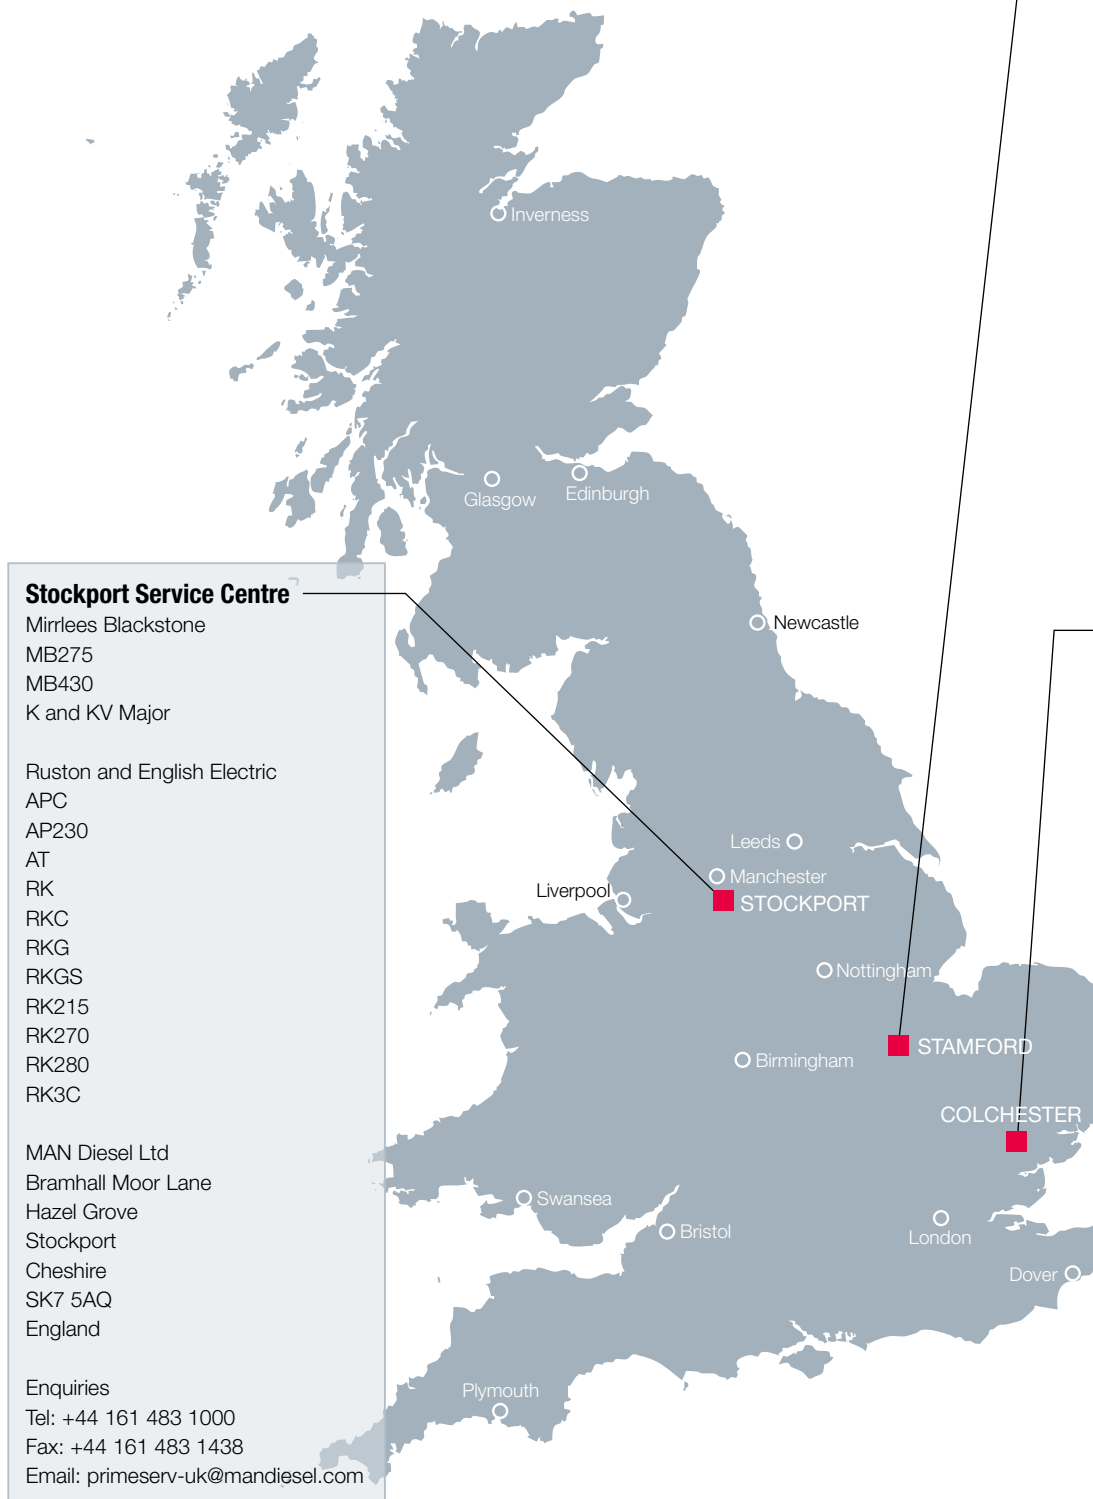 Inverness
Glasgow
Edinburgh
Stockport Service Centre
Mirrlees Blackstone
MB275
MB430
K and KV Major
Ruston and English Electric
APC
AP230
AT
RK
RKC
RKG
RKGS
RK215
RK270
RK280
RK3C
MAN Diesel Ltd
Bramhall Moor Lane
Hazel Grove
Stockport
Cheshire
SK7 5AQ
England
Enquiries
Tel: +44 161 483 1000
Fax: +44 161 483 1438
Email: primeserv-uk@mandiesel.com
Newcastle
Leeds
Manchester
Liverpool
STOCKPORT
Nottingham
STAMFORD
Birmingham
COLCHESTER
Swansea
Bristol
London
Dover
Plymouth